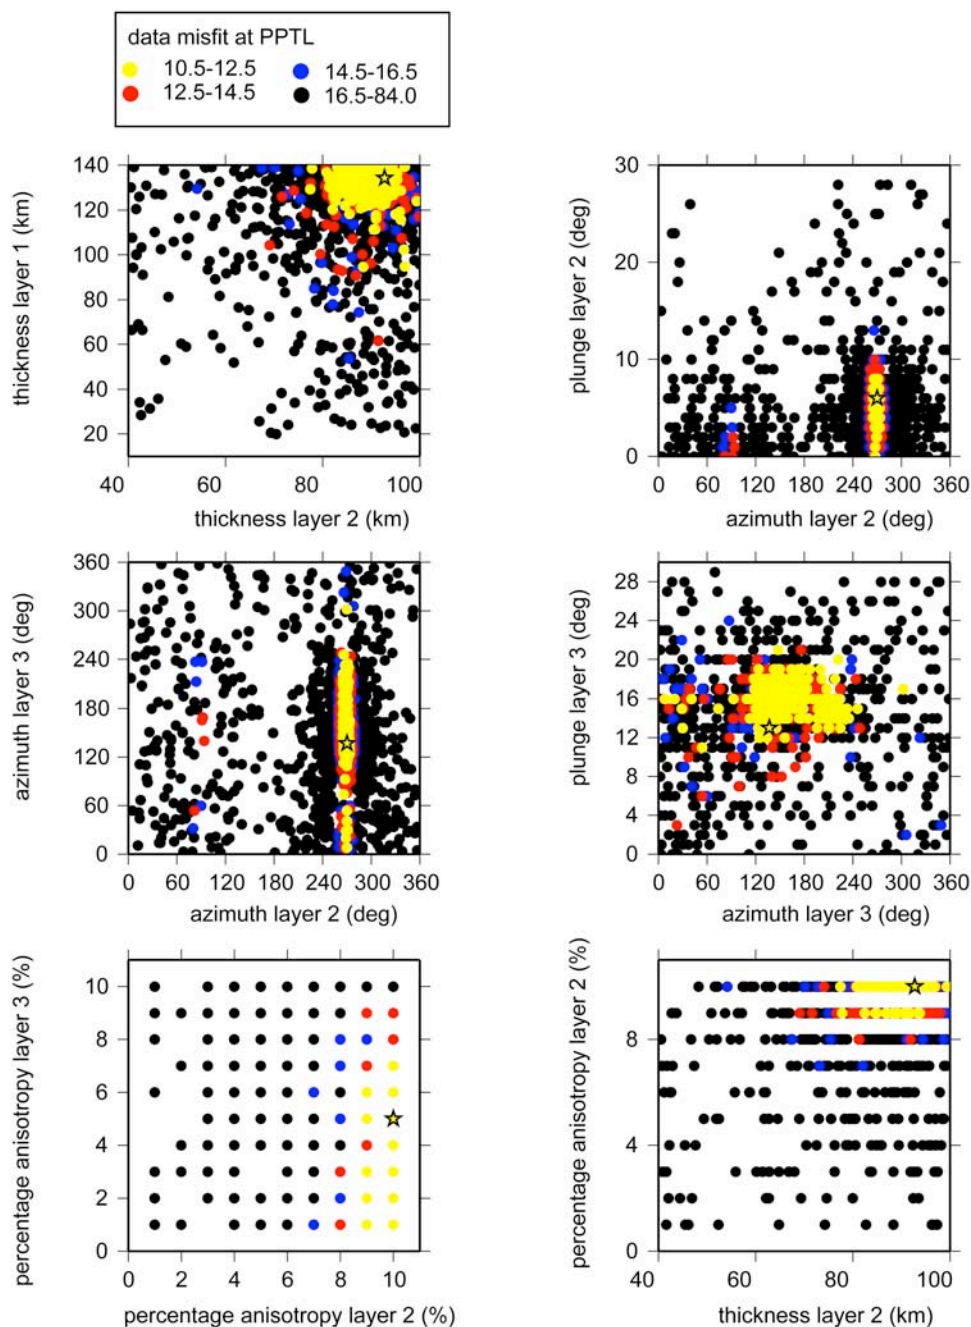 data misfit at PPTL
10.5-12.5 14.5-16.5
12.5-14.5 16.5-84.0
140
120
100
80
60
40
20
thickness layer 1 (km)
40 60 80 100
thickness layer 2 (km)
30
20
10
0
plunge layer 2 (deg)
0 60 120 180 240 300 360
azimuth layer 2 (deg)
360
300
240
180
120
60
0
azimuth layer 3 (deg)
0 60 120 180 240 300 360
azimuth layer 2 (deg)
28
24
20
16
12
8
4
0
plunge layer 3 (deg)
0 60 120 180 240 300 360
azimuth layer 3 (deg)
10
8
6
4
2
0
percentage anisotropy layer 3 (%)
0 2 4 6 8 10
percentage anisotropy layer 2 (%)
8
4
0
percentage anisotropy layer 2 (%)
40 60 80 100
thickness layer 2 (km)